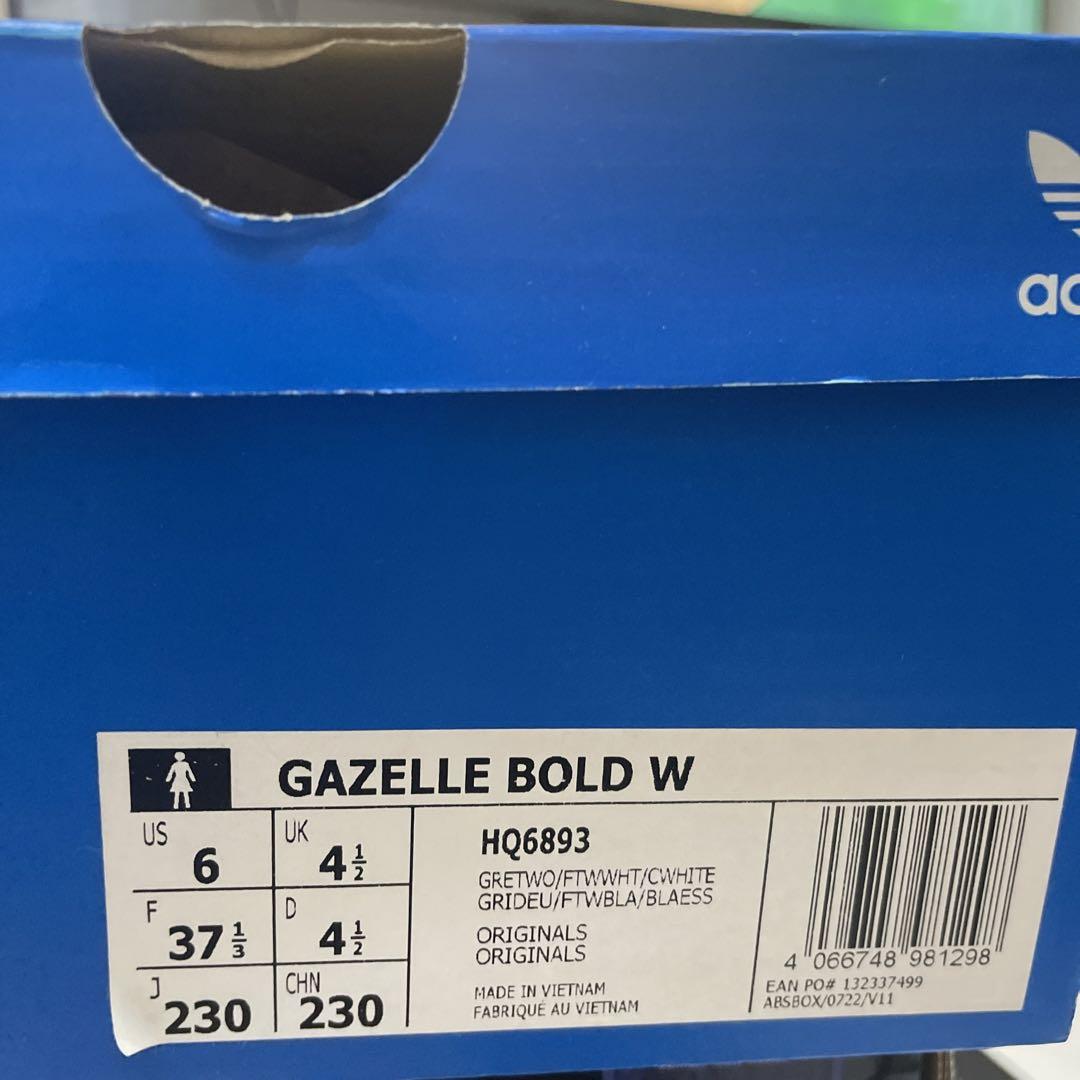 ad
GAZELLE BOLD W
US 6
UK 4 1/2
F 37 1/3
D 4 1/2
J 230
CHN 230
HQ6893
GRETWO/FTWWHT/CWHITE
GRIDEU/FTWBLA/BLAESS
ORIGINALS
ORIGINALS
MADE IN VIETNAM
FABRIQUÉ AU VIETNAM
4 066748 981298
EAN PO# 132337499
ABSBOX/0722/V11